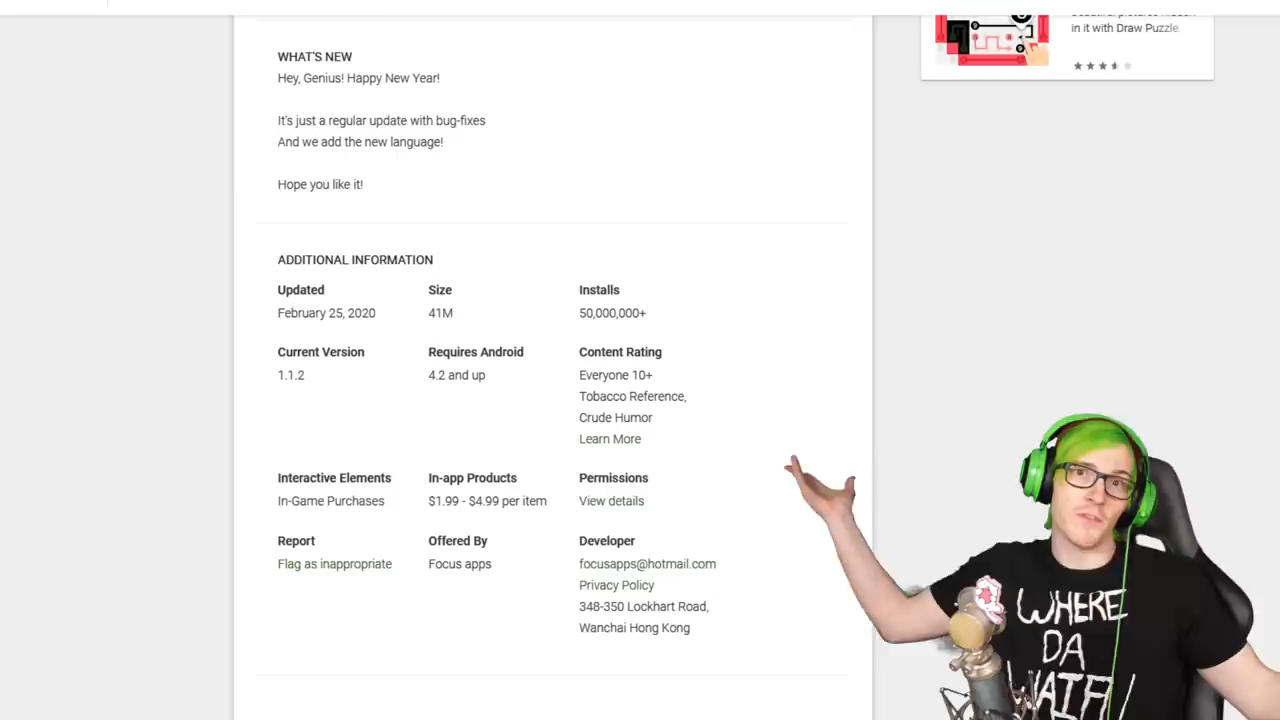 beautiful pictures hidden
in it with Draw Puzzle.
WHAT'S NEW
Hey, Genius! Happy New Year!
It's just a regular update with bug-fixes
And we add the new language!
Hope you like it!
ADDITIONAL INFORMATION
Updated
February 25, 2020
Size
41M
Installs
50,000,000+
Current Version
1.1.2
Requires Android
4.2 and up
Content Rating
Everyone 10+
Tobacco Reference,
Crude Humor
Learn More
Interactive Elements
In-Game Purchases
In-app Products
$1.99 - $4.99 per item
Permissions
View details
Report
Flag as inappropriate
Offered By
Focus apps
Developer
focusapps@hotmail.com
Privacy Policy
348-350 Lockhart Road,
Wanchai Hong Kong
WHERE
DA